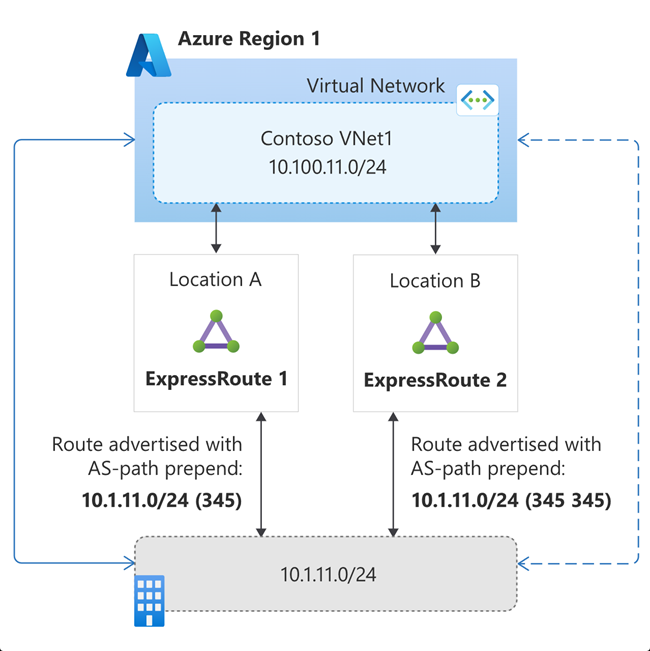 Azure Region 1
Virtual Network
Contoso VNet1
10.100.11.0/24
Location A
ExpressRoute 1
Location B
ExpressRoute 2
Route advertised with
AS-path prepend:
10.1.11.0/24 (345)
Route advertised with
AS-path prepend:
10.1.11.0/24 (345 345)
10.1.11.0/24